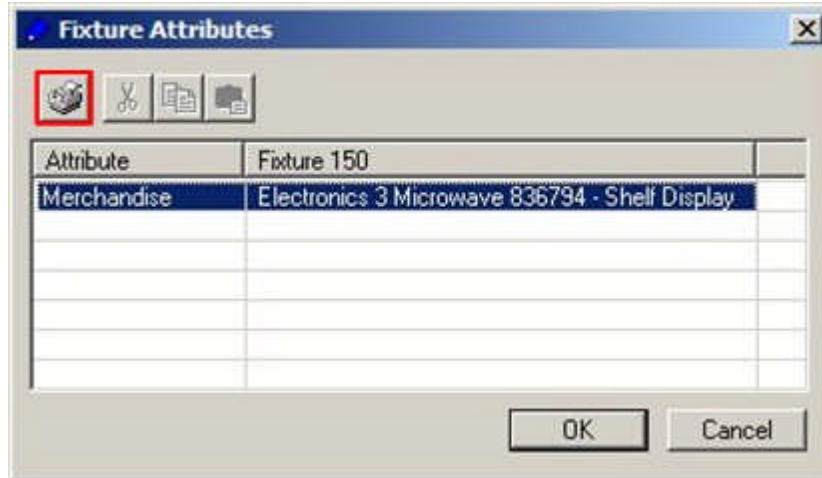 Fixture Attributes
Attribute Fixture 150
Merchandise Electronics 3 Microwave 836794 - Shelf Display
OK Cancel